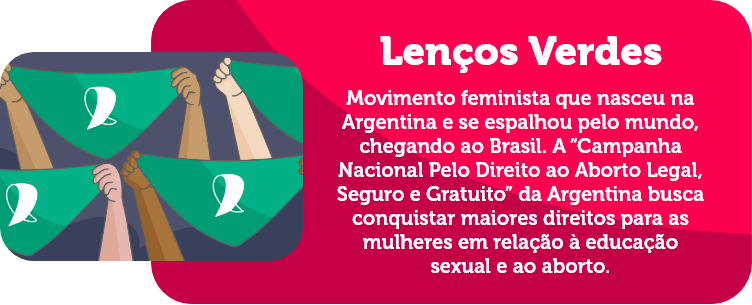 Lenços Verdes
Movimento feminista que nasceu na
Argentina e se espalhou pelo mundo,
chegando ao Brasil. A "Campanha
Nacional Pelo Direito ao Aborto Legal,
Seguro e Gratuito" da Argentina busca
conquistar maiores direitos para as
mulheres em relação à educação
sexual e ao aborto.